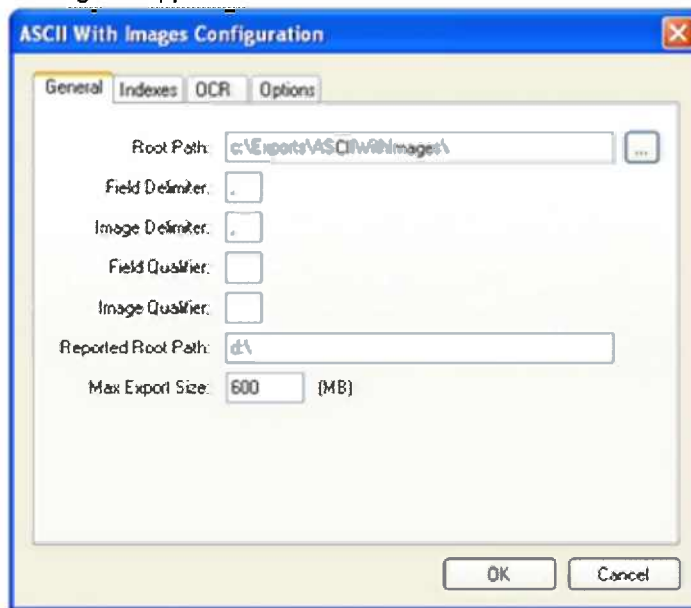 ASCII With Images Configuration
General Indexes OCR Options
Root Path: c:\Exports\ASCIIWithImages\ ...
Field Delimiter: ,
Image Delimiter: ,
Field Qualifier:
Image Qualifier:
Reported Root Path: d:\
Max Export Size: 600 (MB)
OK Cancel